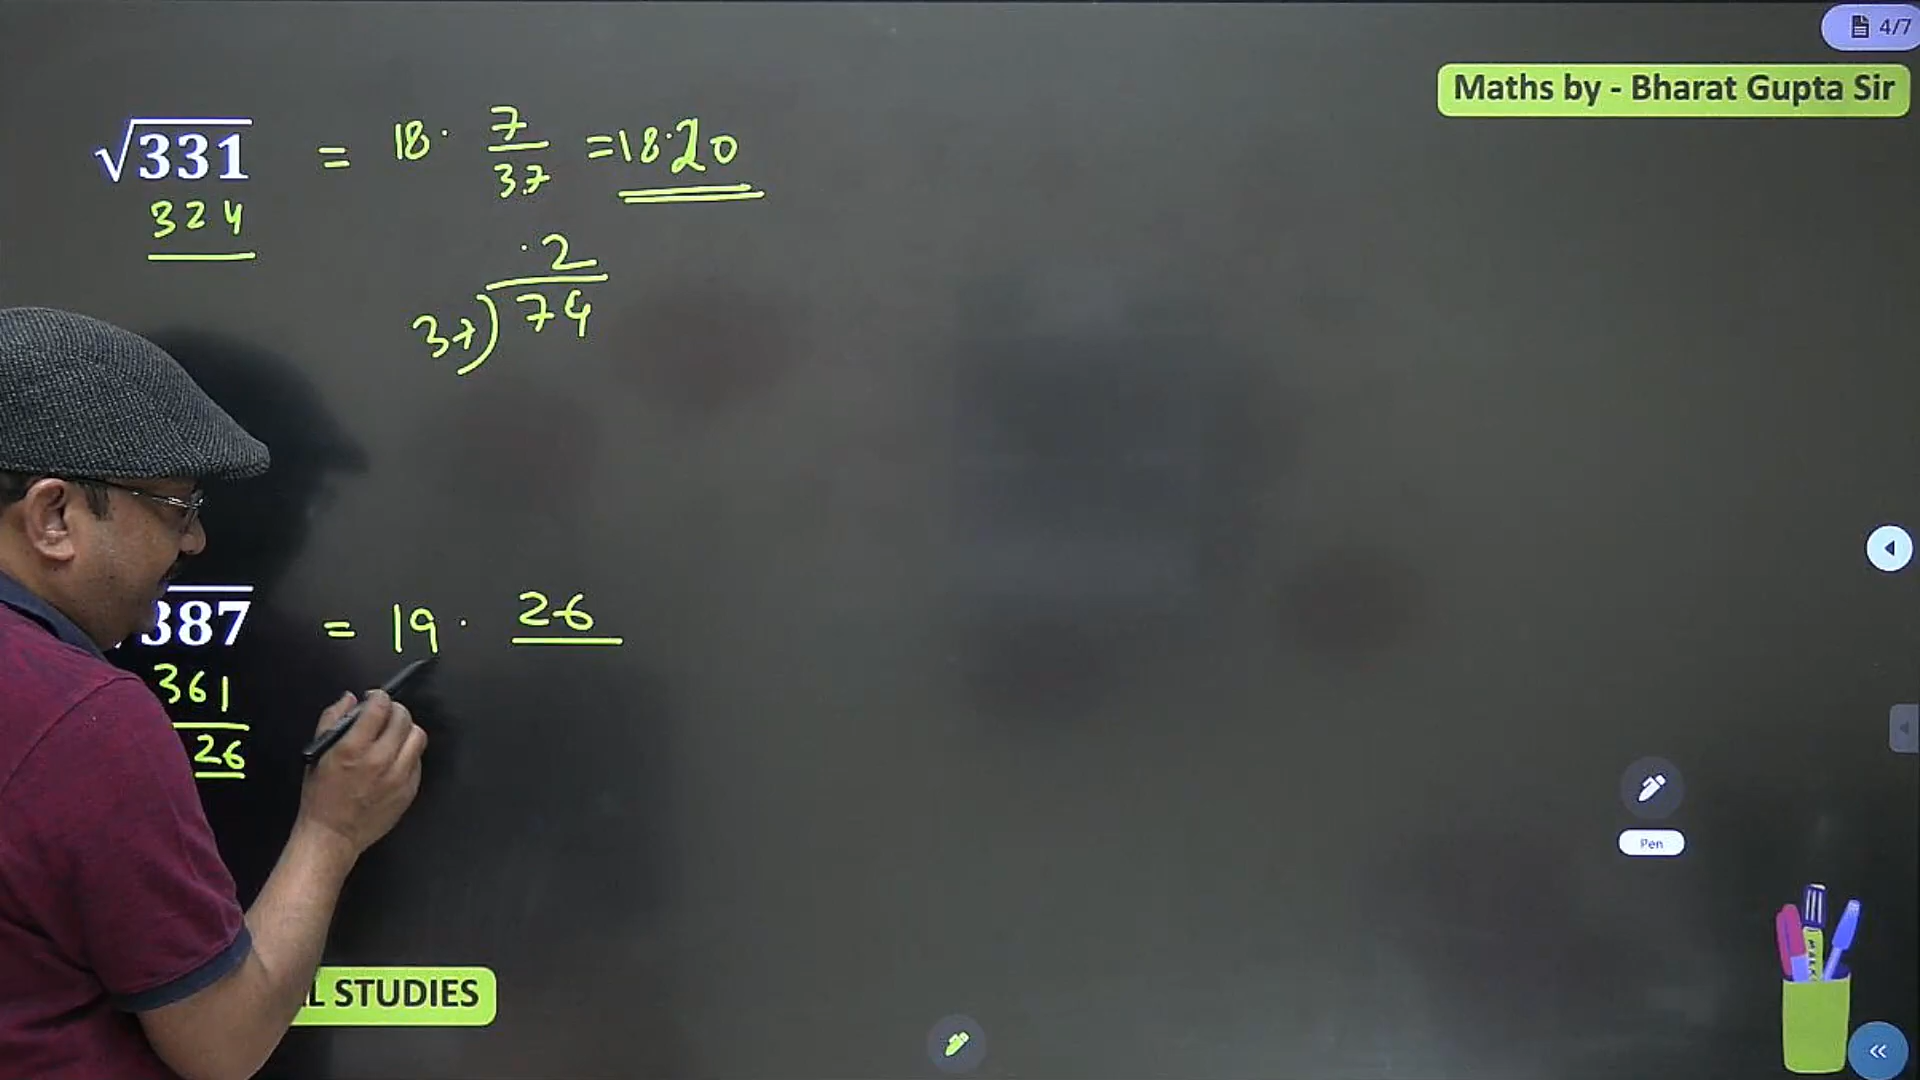 4/7
Maths by - Bharat Gupta Sir
√331 = 18. 7/37 = 18.20
324
.2
37)74
387 = 19. 26
361
26
Pen
STUDIES